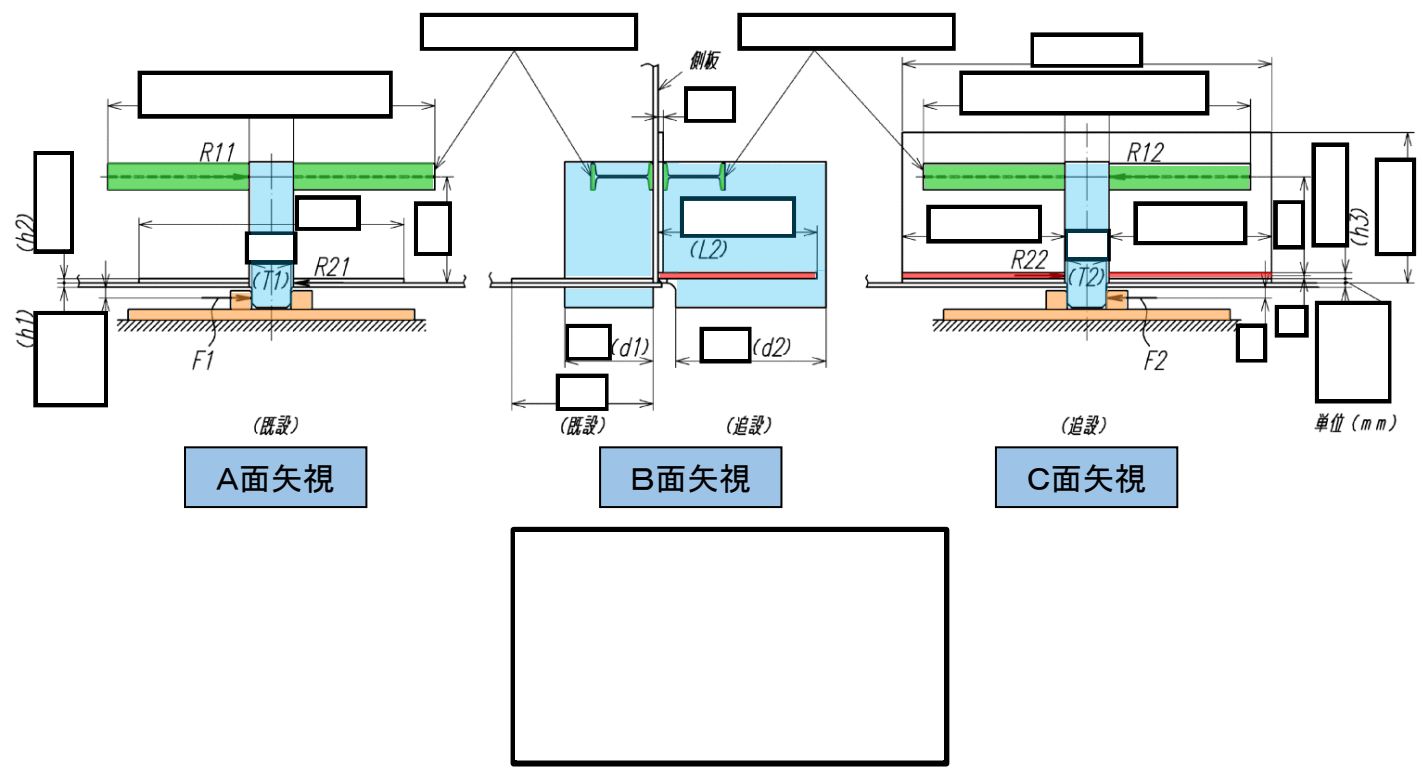 側板
R11
R12
(h2)
(h3)
(L2)
(T1)
R21
R22
(T2)
(h1)
F1
(d1)
(d2)
F2
(既設)
(既設)
(追設)
(追設)
単位(mm)
A面矢視
B面矢視
C面矢視